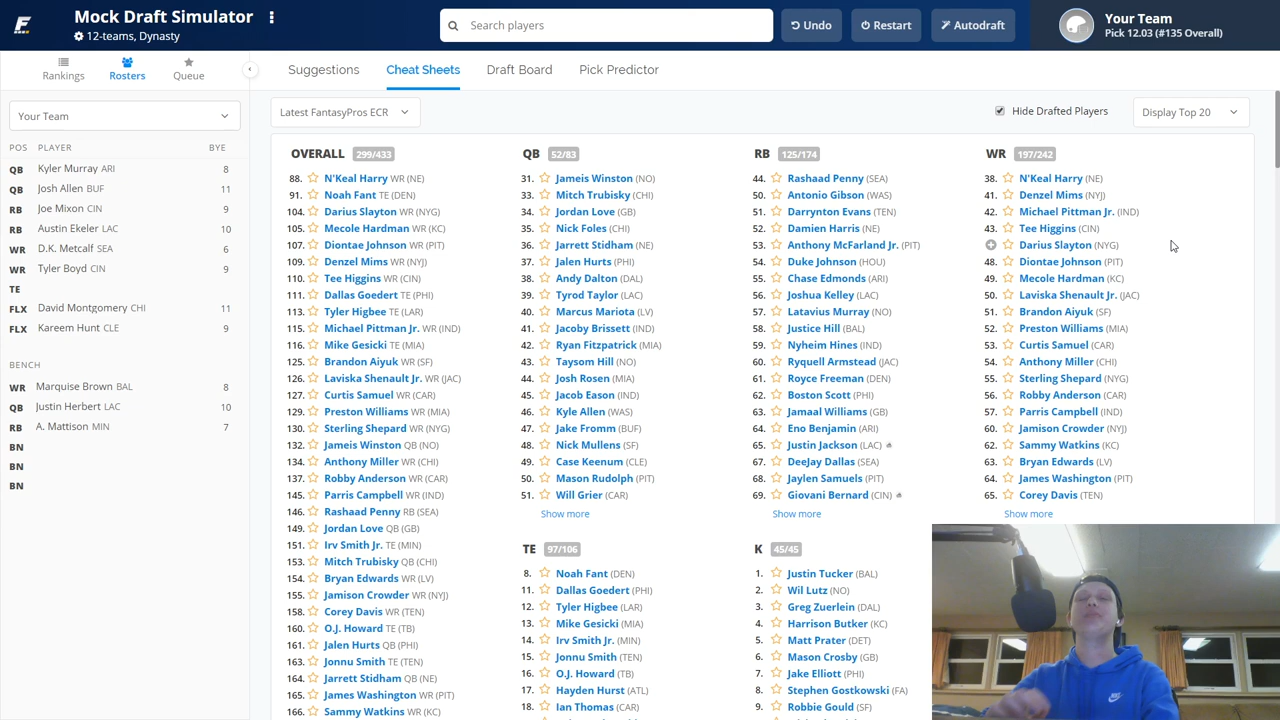 Mock Draft Simulator
12-teams, Dynasty
Search players
Undo
Restart
Autodraft
Your Team
Pick 12.03 (#135 Overall)
Rankings
Rosters
Queue
Suggestions
Cheat Sheets
Draft Board
Pick Predictor
Your Team
POS PLAYER BYE
QB Kyler Murray ARI 8
QB Josh Allen BUF 11
RB Joe Mixon CIN 9
RB Austin Ekeler LAC 10
WR D.K. Metcalf SEA 6
WR Tyler Boyd CIN 9
TE
FLX David Montgomery CHI 11
FLX Kareem Hunt CLE 9
BENCH
WR Marquise Brown BAL 8
QB Justin Herbert LAC 10
RB A. Mattison MIN 7
BN
BN
BN
Latest FantasyPros ECR
Hide Drafted Players
Display Top 20
OVERALL 299/433
88. N'Keal Harry WR (NE)
91. Noah Fant TE (DEN)
104. Darius Slayton WR (NYG)
105. Mecole Hardman WR (KC)
107. Diontae Johnson WR (PIT)
109. Denzel Mims WR (NYJ)
110. Tee Higgins WR (CIN)
111. Dallas Goedert TE (PHI)
113. Tyler Higbee TE (LAR)
115. Michael Pittman Jr. WR (IND)
116. Mike Gesicki TE (MIA)
125. Brandon Aiyuk WR (SF)
126. Laviska Shenault Jr. WR (JAC)
127. Curtis Samuel WR (CAR)
129. Preston Williams WR (MIA)
130. Sterling Shepard WR (NYG)
132. Jameis Winston QB (NO)
134. Anthony Miller WR (CHI)
137. Robby Anderson WR (CAR)
145. Parris Campbell WR (IND)
146. Rashaad Penny RB (SEA)
149. Jordan Love QB (GB)
151. Irv Smith Jr. TE (MIN)
153. Mitch Trubisky QB (CHI)
154. Bryan Edwards WR (LV)
155. Jamison Crowder WR (NYJ)
158. Corey Davis WR (TEN)
160. O.J. Howard TE (TB)
161. Jalen Hurts QB (PHI)
163. Jonnu Smith TE (TEN)
164. Jarrett Stidham QB (NE)
165. James Washington WR (PIT)
166. Sammy Watkins WR (KC)
QB 52/83
31. Jameis Winston (NO)
33. Mitch Trubisky (CHI)
34. Jordan Love (GB)
35. Nick Foles (CHI)
36. Jarrett Stidham (NE)
37. Jalen Hurts (PHI)
38. Andy Dalton (DAL)
39. Tyrod Taylor (LAC)
40. Marcus Mariota (LV)
41. Jacoby Brissett (IND)
42. Ryan Fitzpatrick (MIA)
43. Taysom Hill (NO)
44. Josh Rosen (MIA)
45. Jacob Eason (IND)
46. Kyle Allen (WAS)
47. Jake Fromm (BUF)
48. Nick Mullens (SF)
49. Case Keenum (CLE)
50. Mason Rudolph (PIT)
51. Will Grier (CAR)
Show more
RB 125/174
44. Rashaad Penny (SEA)
50. Antonio Gibson (WAS)
51. Darrynton Evans (TEN)
52. Damien Harris (NE)
53. Anthony McFarland Jr. (PIT)
54. Duke Johnson (HOU)
55. Chase Edmonds (ARI)
56. Joshua Kelley (LAC)
57. Latavius Murray (NO)
58. Justice Hill (BAL)
59. Nyheim Hines (IND)
60. Ryquell Armstead (JAC)
61. Royce Freeman (DEN)
62. Boston Scott (PHI)
63. Jamaal Williams (GB)
64. Eno Benjamin (ARI)
65. Justin Jackson (LAC)
67. DeeJay Dallas (SEA)
68. Jaylen Samuels (PIT)
69. Giovani Bernard (CIN)
Show more
WR 197/242
38. N'Keal Harry (NE)
41. Denzel Mims (NYJ)
42. Michael Pittman Jr. (IND)
43. Tee Higgins (CIN)
Darius Slayton (NYG)
48. Diontae Johnson (PIT)
49. Mecole Hardman (KC)
50. Laviska Shenault Jr. (JAC)
51. Brandon Aiyuk (SF)
52. Preston Williams (MIA)
53. Curtis Samuel (CAR)
54. Anthony Miller (CHI)
55. Sterling Shepard (NYG)
56. Robby Anderson (CAR)
57. Parris Campbell (IND)
60. Jamison Crowder (NYJ)
62. Sammy Watkins (KC)
63. Bryan Edwards (LV)
64. James Washington (PIT)
65. Corey Davis (TEN)
Show more
TE 97/106
8. Noah Fant (DEN)
11. Dallas Goedert (PHI)
12. Tyler Higbee (LAR)
13. Mike Gesicki (MIA)
14. Irv Smith Jr. (MIN)
15. Jonnu Smith (TEN)
16. O.J. Howard (TB)
17. Hayden Hurst (ATL)
18. Ian Thomas (CAR)
K 45/45
1. Justin Tucker (BAL)
2. Wil Lutz (NO)
3. Greg Zuerlein (DAL)
4. Harrison Butker (KC)
5. Matt Prater (DET)
6. Mason Crosby (GB)
7. Jake Elliott (PHI)
8. Stephen Gostkowski (FA)
9. Robbie Gould (SF)